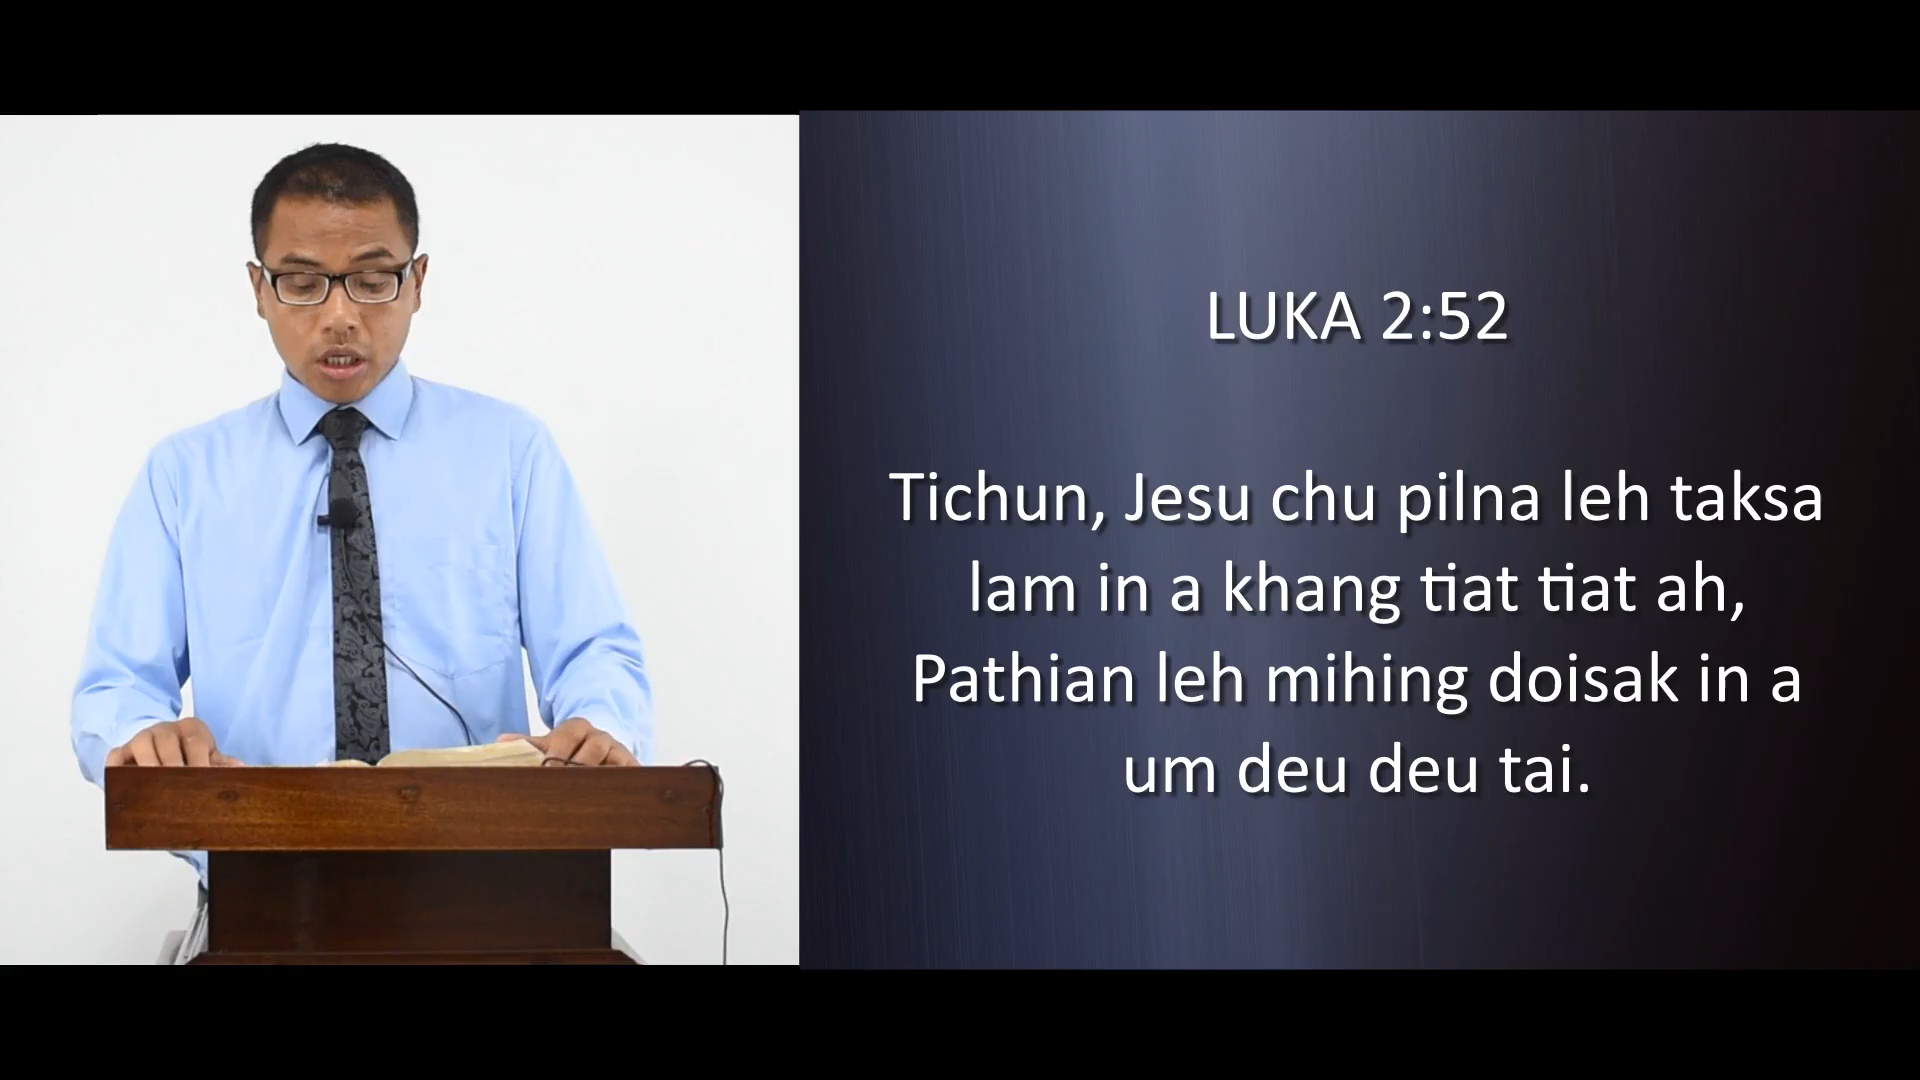 LUKA 2:52
Tichun, Jesu chu pilna leh taksa
lam in a khang tiat tiat ah,
Pathian leh mihing doisak in a
um deu deu tai.